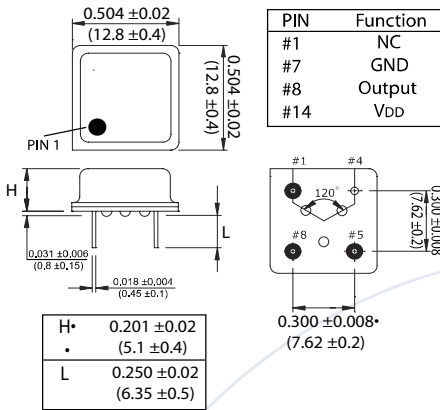 0.504 ±0.02
(12.8 ±0.4)
0.504 ±0.02
(12.8 ±0.4)
PIN 1
PIN Function
#1 NC
#7 GND
#8 Output
#14 VDD
H
L
0.031 ±0.006
(0.8 ±0.15)
0.018 ±0.004
(0.45 ±0.1)
#1 #4
120°
#8 #5
0.300 ±0.008
(7.62 ±0.2)
0.300 ±0.008•
(7.62 ±0.2)
H• 0.201 ±0.02
• (5.1 ±0.4)
L 0.250 ±0.02
(6.35 ±0.5)